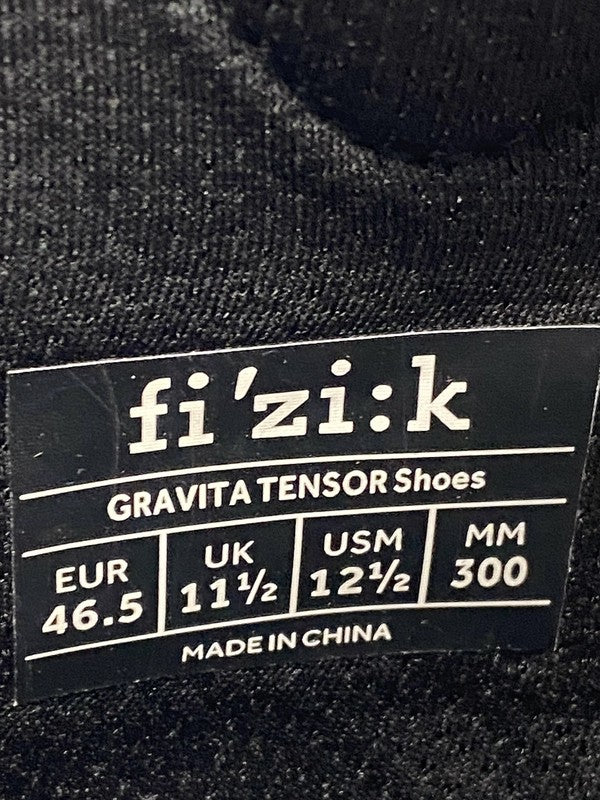 fi'zi:k
GRAVITA TENSOR Shoes
EUR UK USM MM
46.5 11½ 12½ 300
MADE IN CHINA